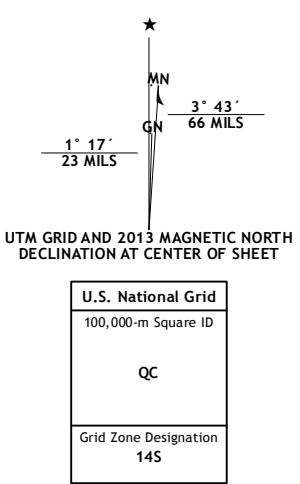 ★
MN
GN
3° 43´
66 MILS
1° 17´
23 MILS
UTM GRID AND 2013 MAGNETIC NORTH
DECLINATION AT CENTER OF SHEET
U.S. National Grid
100,000-m Square ID
QC
Grid Zone Designation
14S